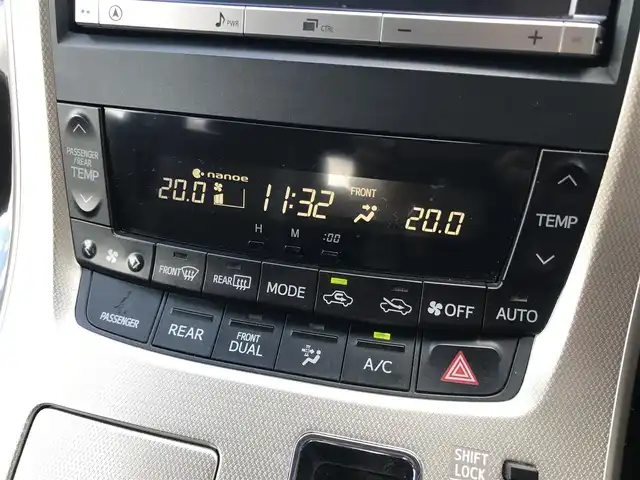 PWR
CTRL
PASSENGER
/REAR
TEMP
nanoe
20.0
11:32
FRONT
20.0
H M :00
TEMP
FRONT
REAR
MODE
OFF
AUTO
PASSENGER
REAR
FRONT
DUAL
A/C
SHIFT
LOCK